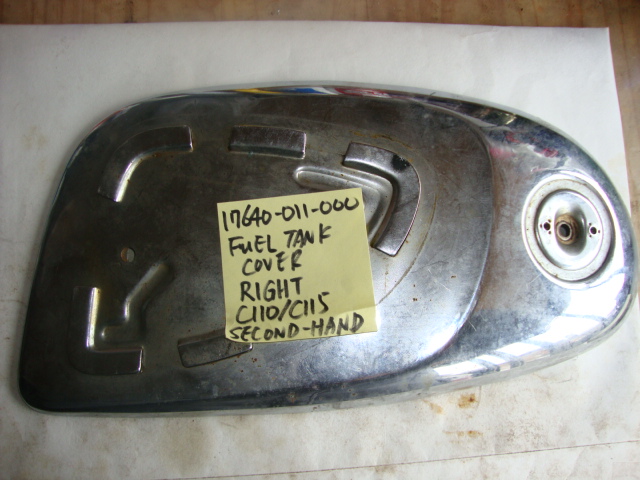 17640-011-000
FUEL TANK
COVER
RIGHT
C110/C115
SECOND-HAND